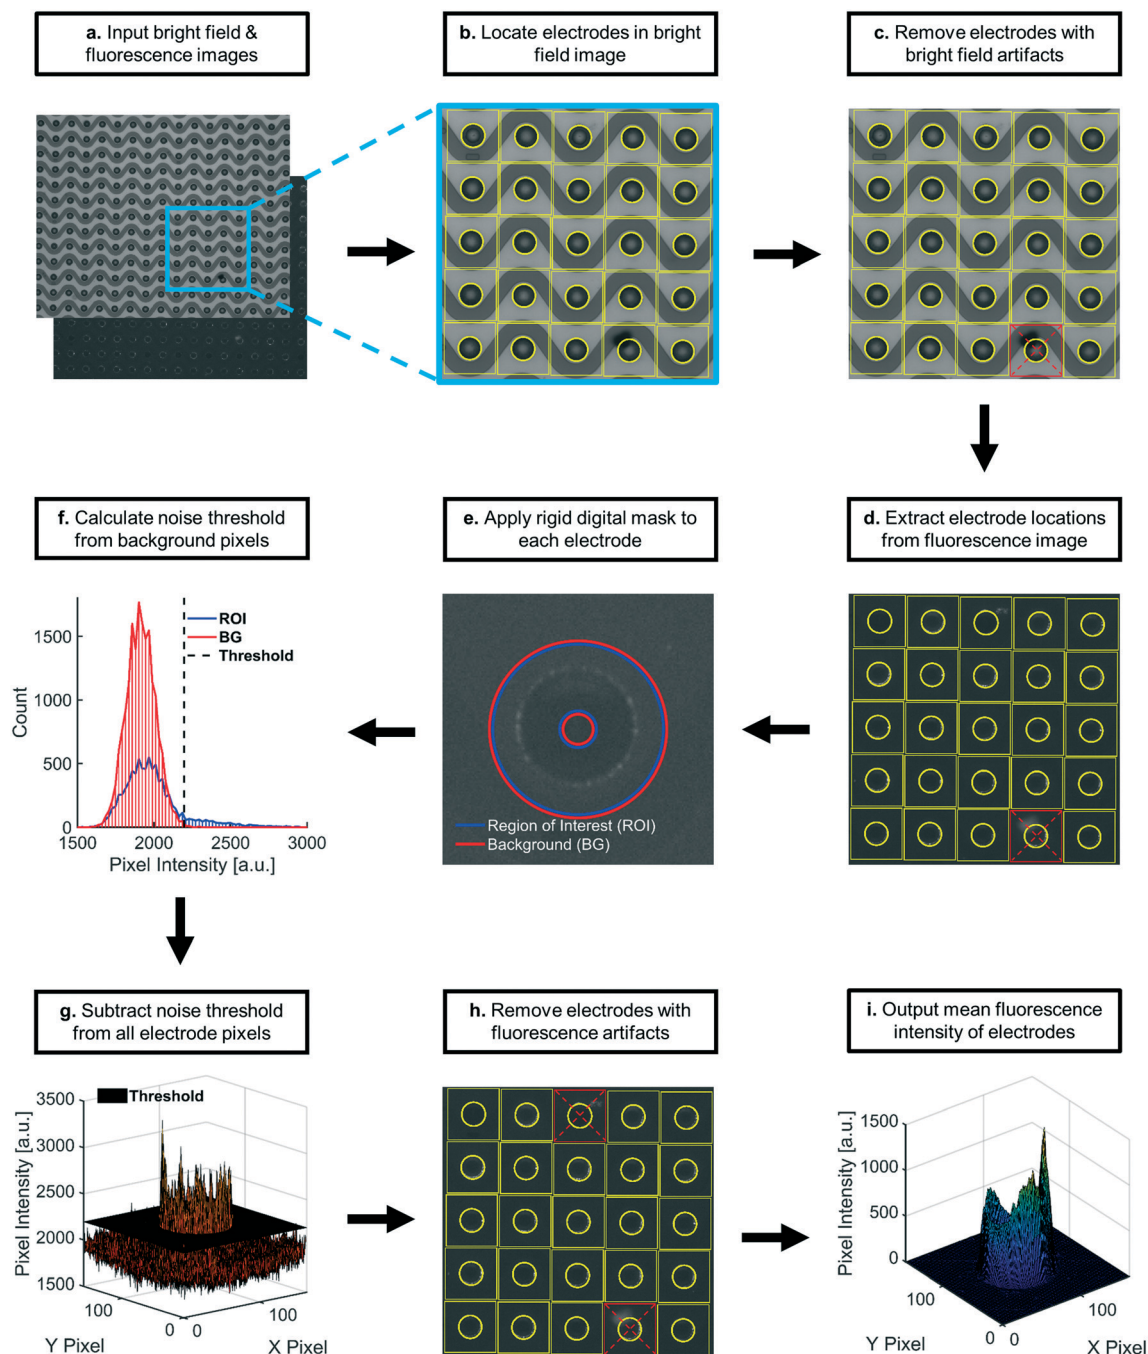 a. Input bright field &
fluorescence images
b. Locate electrodes in bright
field image
c. Remove electrodes with
bright field artifacts
f. Calculate noise threshold
from background pixels
e. Apply rigid digital mask to
each electrode
d. Extract electrode locations
from fluorescence image
Count
1500
1000
500
0
ROI
BG
Threshold
1500
2000
2500
3000
Pixel Intensity [a.u.]
Region of Interest (ROI)
Background (BG)
g. Subtract noise threshold
from all electrode pixels
h. Remove electrodes with
fluorescence artifacts
i. Output mean fluorescence
intensity of electrodes
Pixel Intensity [a.u.]
3500
3000
2500
2000
1500
Threshold
100
0
0
100
Y Pixel
X Pixel
Pixel Intensity [a.u.]
1500
1000
500
0
100
0
0
100
Y Pixel
X Pixel